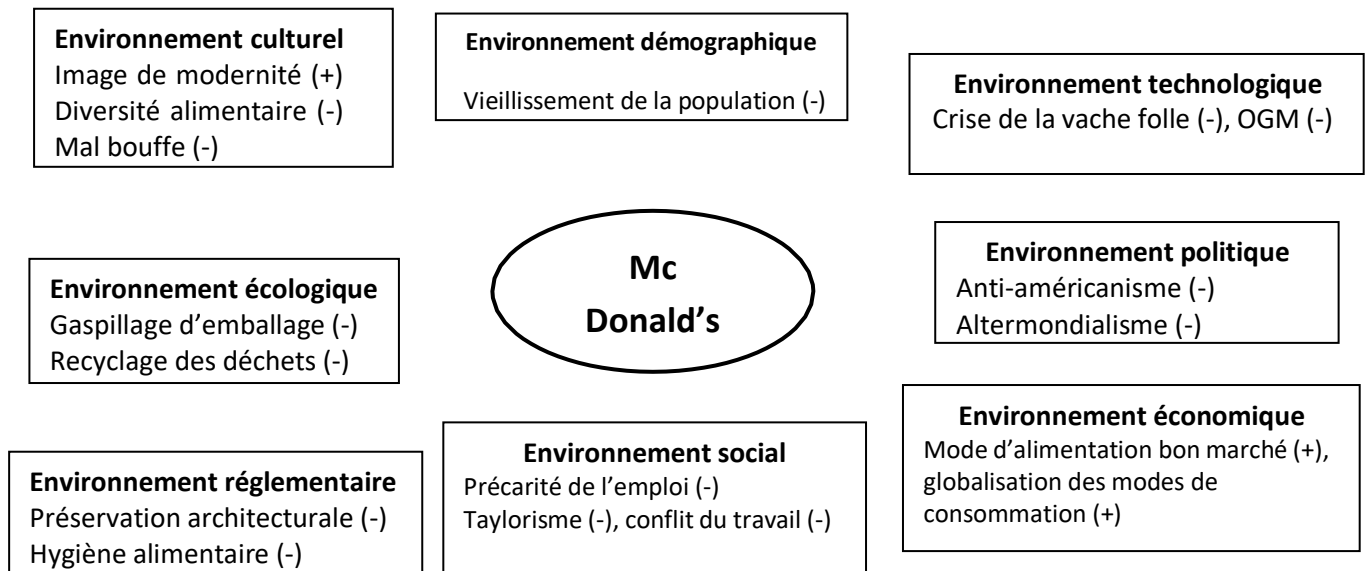 Environnement culturel
Image de modernité (+)
Diversité alimentaire (-)
Mal bouffe (-)
Environnement démographique
Vieillissement de la population (-)
Environnement technologique
Crise de la vache folle (-), OGM (-)
Environnement écologique
Gaspillage d’emballage (-)
Recyclage des déchets (-)
Mc
Donald’s
Environnement politique
Anti-américanisme (-)
Altermondialisme (-)
Environnement réglementaire
Préservation architecturale (-)
Hygiène alimentaire (-)
Environnement social
Précarité de l’emploi (-)
Taylorisme (-), conflit du travail (-)
Environnement économique
Mode d’alimentation bon marché (+),
globalisation des modes de
consommation (+)